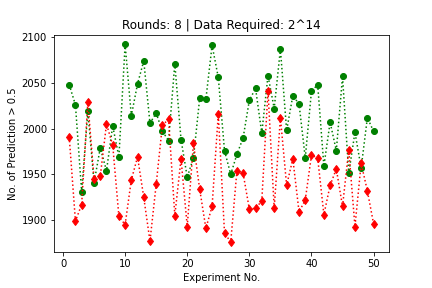 Rounds: 8 | Data Required: 2^14
No. of Prediction > 0.5
2100
2050
2000
1950
1900
0 10 20 30 40 50
Experiment No.